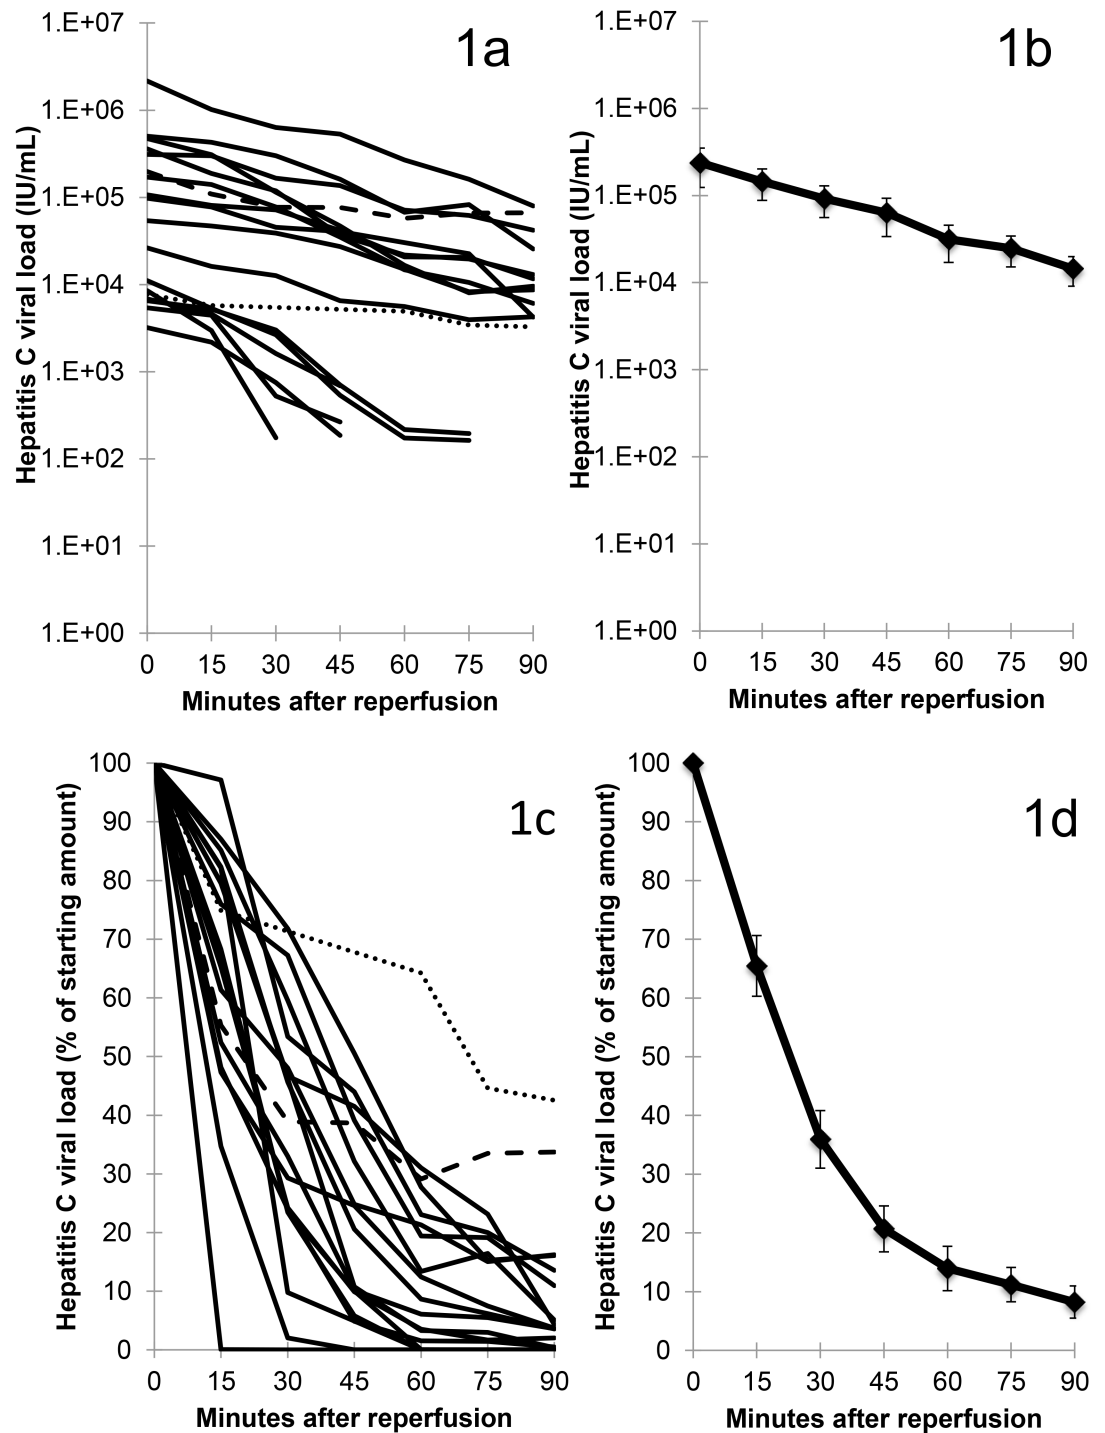 1a
Hepatitis C viral load (IU/mL)
1.E+07
1.E+06
1.E+05
1.E+04
1.E+03
1.E+02
1.E+01
1.E+00
0 15 30 45 60 75 90
Minutes after reperfusion
1b
Hepatitis C viral load (IU/mL)
1.E+07
1.E+06
1.E+05
1.E+04
1.E+03
1.E+02
1.E+01
1.E+00
0 15 30 45 60 75 90
Minutes after reperfusion
1c
Hepatitis C viral load (% of starting amount)
100
90
80
70
60
50
40
30
20
10
0
0 15 30 45 60 75 90
Minutes after reperfusion
1d
Hepatitis C viral load (% of starting amount)
100
90
80
70
60
50
40
30
20
10
0
0 15 30 45 60 75 90
Minutes after reperfusion